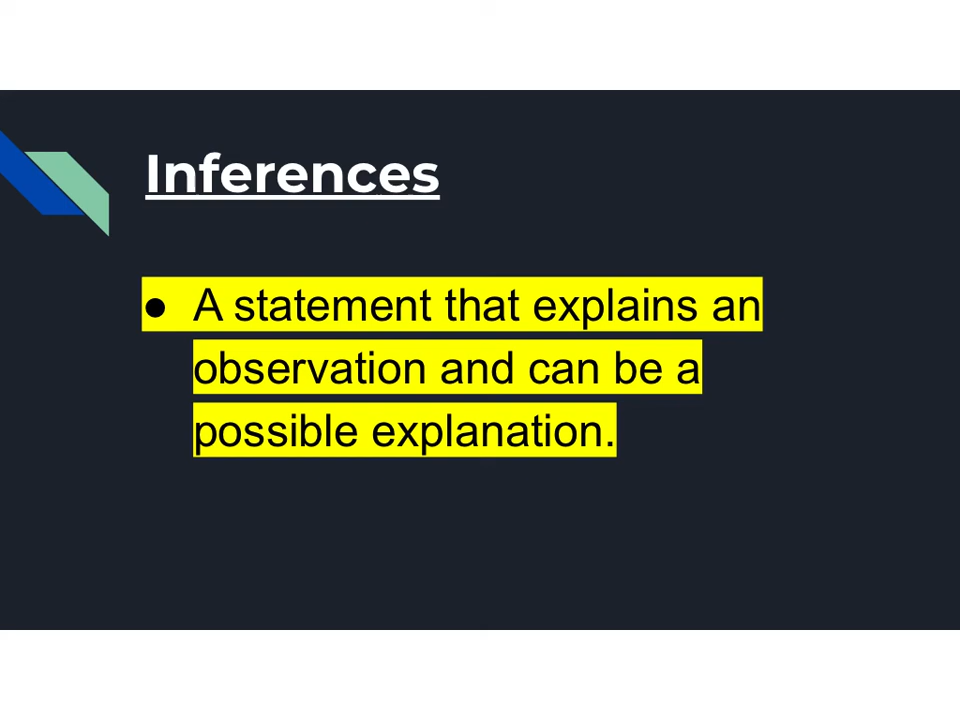 Inferences
● A statement that explains an
observation and can be a
possible explanation.